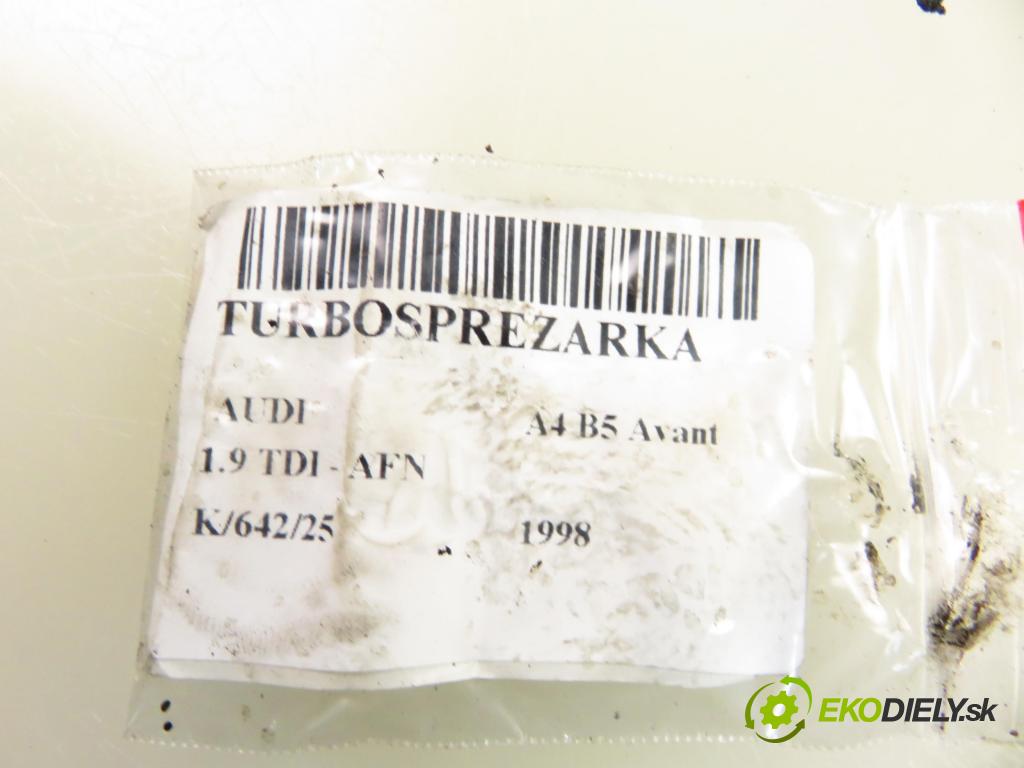 TURBOSPREZARKA
AUDI A4 B5 Avant
1.9 TDI - AFN
K/642/25 1998
EKODIELY.sk